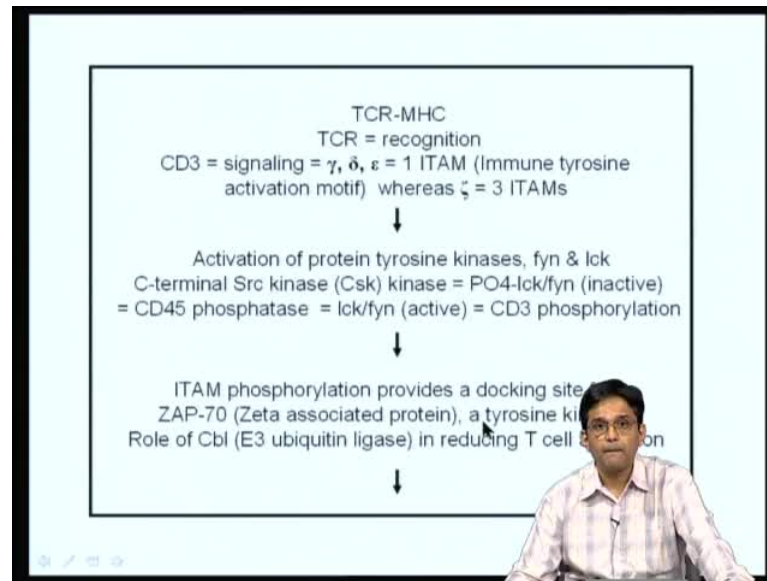 TCR-MHC
TCR = recognition
CD3 = signaling = γ, δ, ε = 1 ITAM (Immune tyrosine
activation motif) whereas ζ = 3 ITAMs
Activation of protein tyrosine kinases, fyn & lck
C-terminal Src kinase (Csk) kinase = PO4-lck/fyn (inactive)
= CD45 phosphatase = lck/fyn (active) = CD3 phosphorylation
ITAM phosphorylation provides a docking site
ZAP-70 (Zeta associated protein), a tyrosine
Role of Cbl (E3 ubiquitin ligase) in reducing T cell